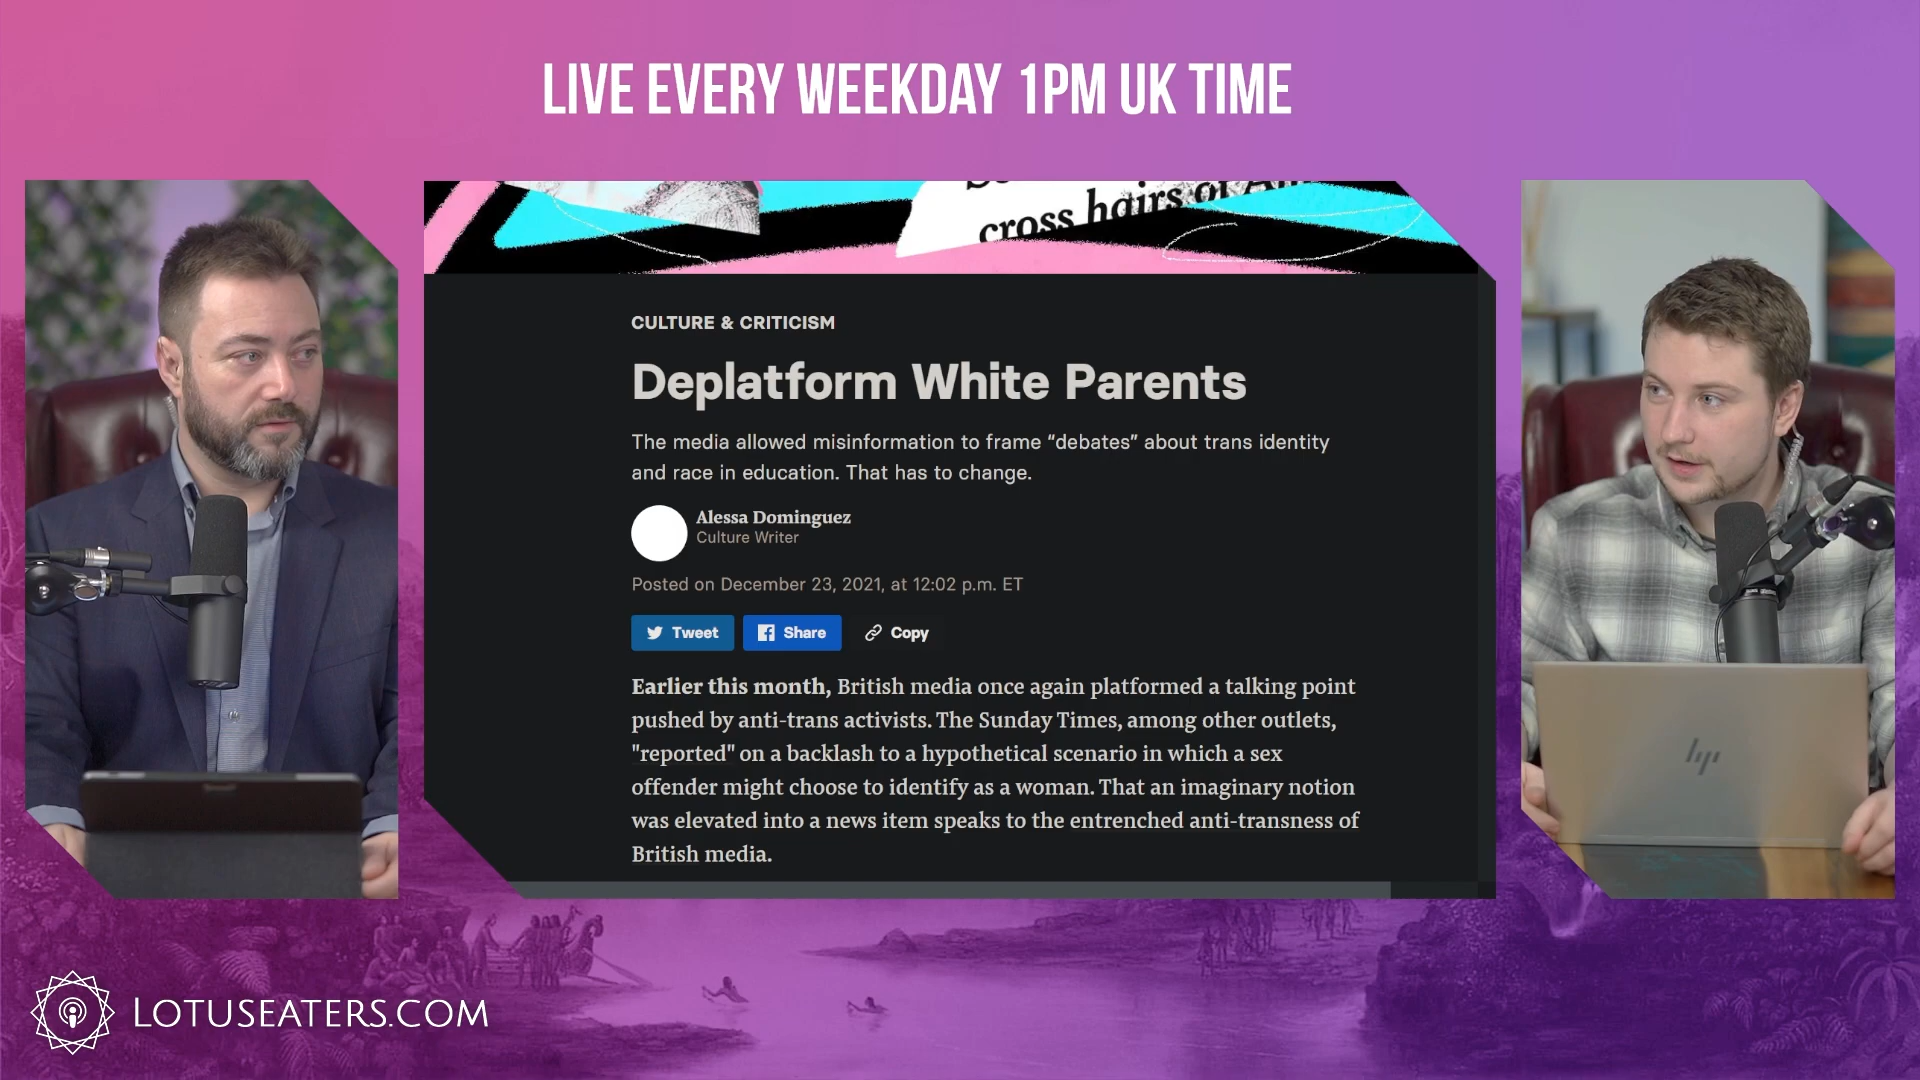 LIVE EVERY WEEKDAY 1PM UK TIME
cross hairs of
CULTURE & CRITICISM
Deplatform White Parents
The media allowed misinformation to frame “debates” about trans identity
and race in education. That has to change.
Alessa Dominguez
Culture Writer
Posted on December 23, 2021, at 12:02 p.m. ET
Tweet
Share
Copy
Earlier this month, British media once again platformed a talking point
pushed by anti-trans activists. The Sunday Times, among other outlets,
"reported" on a backlash to a hypothetical scenario in which a sex
offender might choose to identify as a woman. That an imaginary notion
was elevated into a news item speaks to the entrenched anti-transness of
British media.
hp
LOTUSEATERS.COM